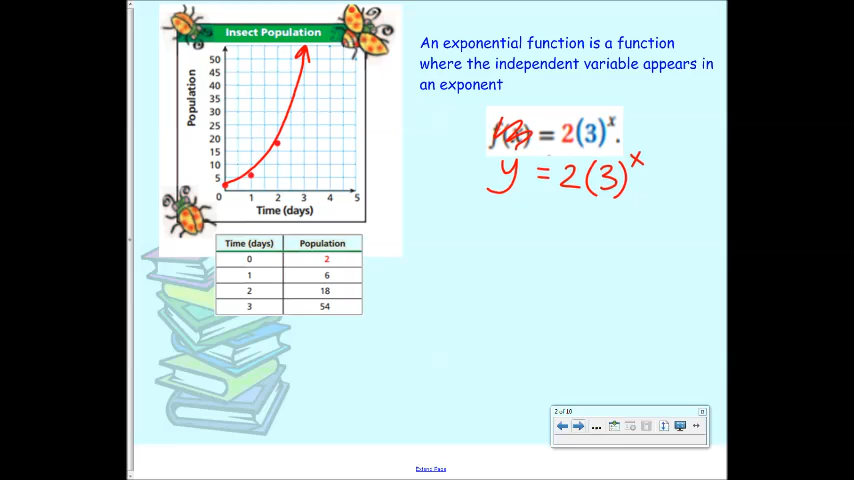 Insect Population
Population
50
45
40
35
30
25
20
15
10
5
0 1 2 3 4 5
Time (days)
An exponential function is a function
where the independent variable appears in
an exponent
f(x) = 2(3)^x.
y = 2(3)^x
Time (days) Population
0 2
1 6
2 18
3 54
2 of 10
Extend Page